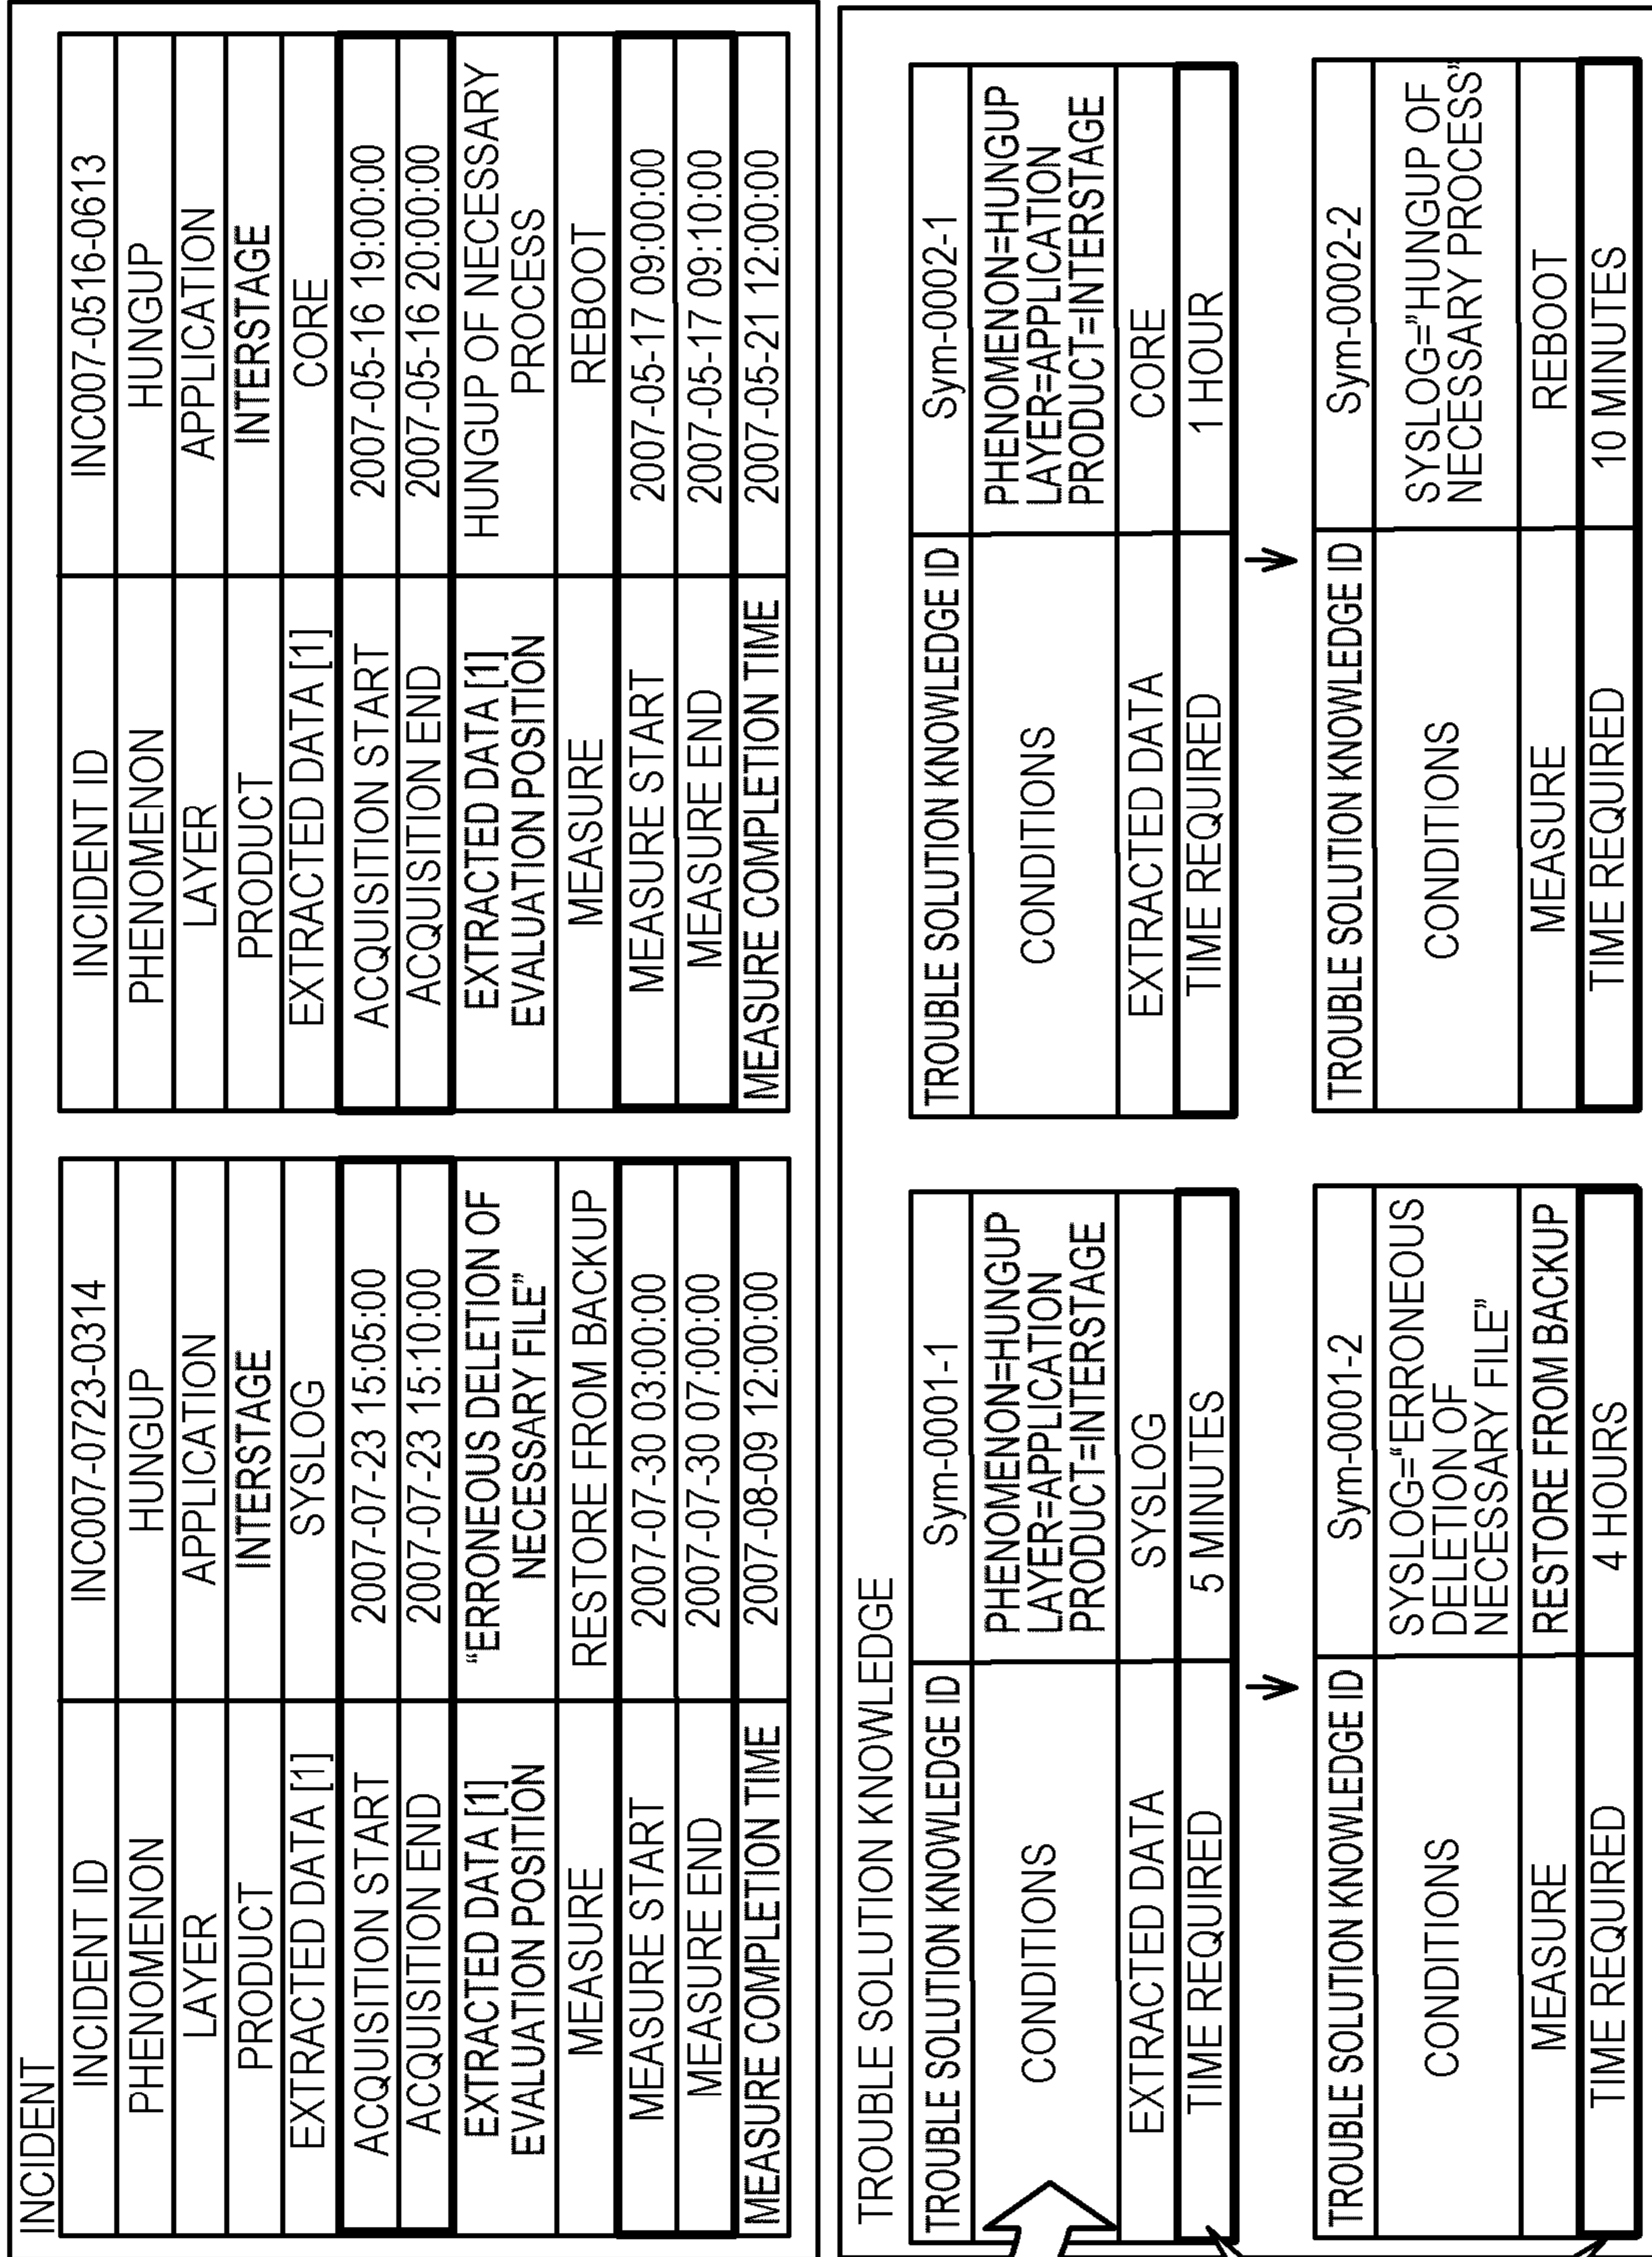 INCIDENT
INCIDENT ID INC007-0723-0314
PHENOMENON HUNGUP
LAYER APPLICATION
PRODUCT INTERSTAGE
EXTRACTED DATA [1] SYSLOG
ACQUISITION START 2007-07-23 15:05:00
ACQUISITION END 2007-07-23 15:10:00
EXTRACTED DATA [1] "ERRONEOUS DELETION OF
EVALUATION POSITION NECESSARY FILE"
MEASURE RESTORE FROM BACKUP
MEASURE START 2007-07-30 03:00:00
MEASURE END 2007-07-30 07:00:00
MEASURE COMPLETION TIME 2007-08-09 12:00:00
INCIDENT ID INC007-0516-0613
PHENOMENON HUNGUP
LAYER APPLICATION
PRODUCT INTERSTAGE
EXTRACTED DATA [1] CORE
ACQUISITION START 2007-05-16 19:00:00
ACQUISITION END 2007-05-16 20:00:00
EXTRACTED DATA [1] HUNGUP OF NECESSARY
EVALUATION POSITION PROCESS
MEASURE REBOOT
MEASURE START 2007-05-17 09:00:00
MEASURE END 2007-05-17 09:10:00
MEASURE COMPLETION TIME 2007-05-21 12:00:00
TROUBLE SOLUTION KNOWLEDGE
TROUBLE SOLUTION KNOWLEDGE ID Sym-0001-1
CONDITIONS
PHENOMENON=HUNGUP
LAYER=APPLICATION
PRODUCT=INTERSTAGE
EXTRACTED DATA SYSLOG
TIME REQUIRED 5 MINUTES
TROUBLE SOLUTION KNOWLEDGE ID Sym-0001-2
CONDITIONS
SYSLOG="ERRONEOUS
DELETION OF
NECESSARY FILE"
MEASURE RESTORE FROM BACKUP
TIME REQUIRED 4 HOURS
TROUBLE SOLUTION KNOWLEDGE ID Sym-0002-1
CONDITIONS
PHENOMENON=HUNGUP
LAYER=APPLICATION
PRODUCT=INTERSTAGE
EXTRACTED DATA CORE
TIME REQUIRED 1 HOUR
TROUBLE SOLUTION KNOWLEDGE ID Sym-0002-2
CONDITIONS
SYSLOG="HUNGUP OF
NECESSARY PROCESS"
MEASURE REBOOT
TIME REQUIRED 10 MINUTES